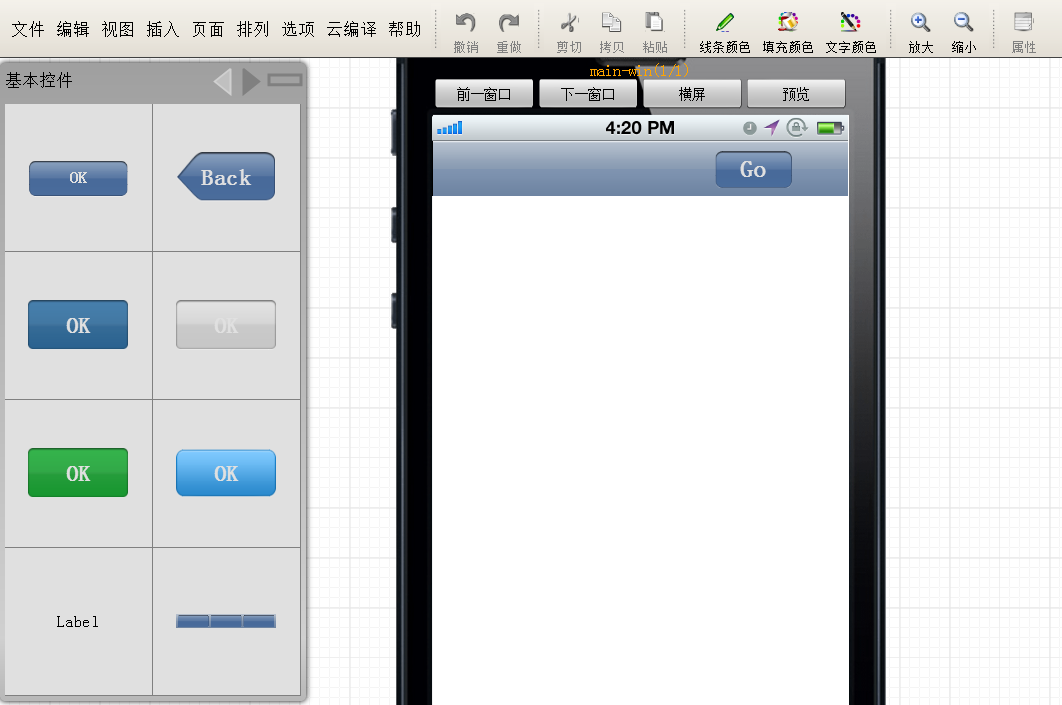 文件 编辑 视图 插入 页面 排列 选项 云编译 帮助
撤销 重做 剪切 拷贝 粘贴 线条颜色 填充颜色 文字颜色 放大 缩小 属性
基本控件
OK Back
OK OK
OK OK
Label
main-win(1/1)
前一窗口 下一窗口 横屏 预览
4:20 PM
Go